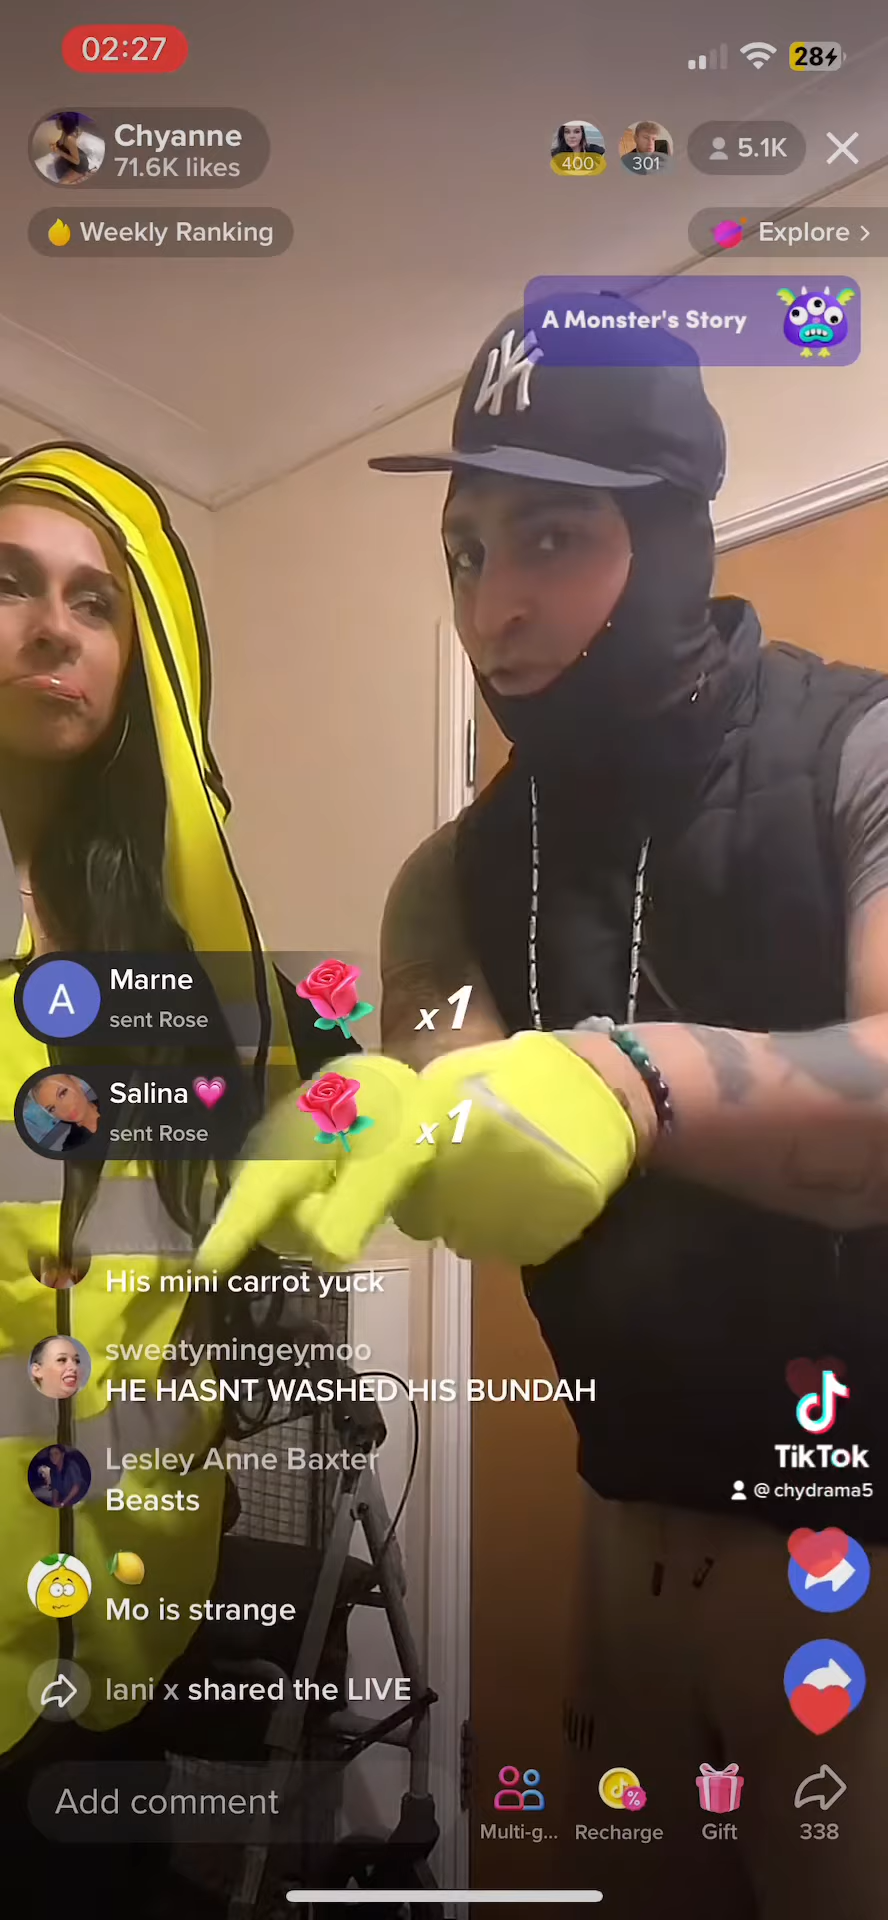 02:27
28
Chyanne
71.6K likes
400
301
5.1K
Weekly Ranking
Explore >
A Monster's Story
NY
A
Marne
sent Rose
x1
Salina💗
sent Rose
x1
His mini carrot yuck
sweatymingeymoo
HE HASNT WASHED HIS BUNDAH
Lesley Anne Baxter
Beasts
🍋
Mo is strange
lani x shared the LIVE
TikTok
@chydrama5
Add comment
Multi-g...
Recharge
Gift
338